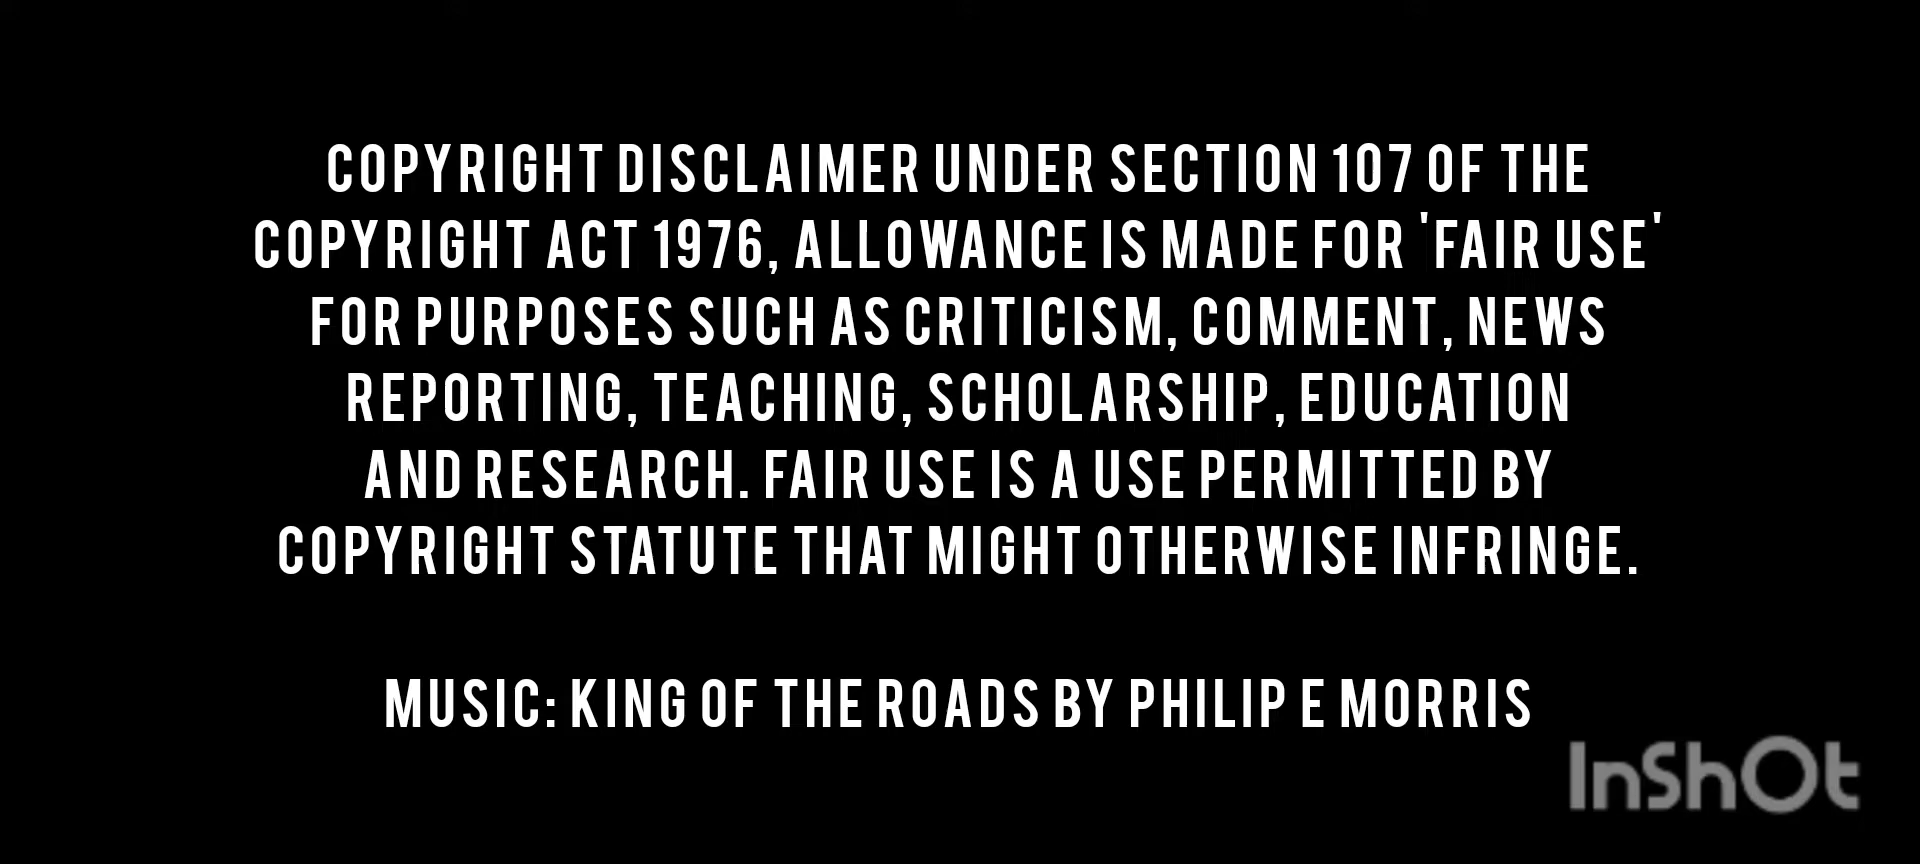 COPYRIGHT DISCLAIMER UNDER SECTION 107 OF THE
COPYRIGHT ACT 1976, ALLOWANCE IS MADE FOR 'FAIR USE'
FOR PURPOSES SUCH AS CRITICISM, COMMENT, NEWS
REPORTING, TEACHING, SCHOLARSHIP, EDUCATION
AND RESEARCH. FAIR USE IS A USE PERMITTED BY
COPYRIGHT STATUTE THAT MIGHT OTHERWISE INFRINGE.
MUSIC: KING OF THE ROADS BY PHILIP E MORRIS
InShOt